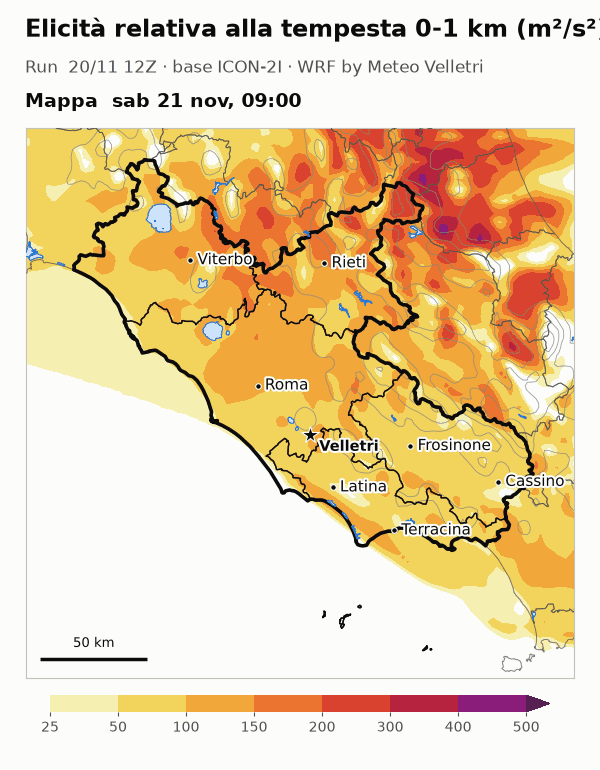 Elicità relativa alla tempesta 0-1 km (m²/s²)
Run  20/11 12Z · base ICON-2I · WRF by Meteo Velletri
Mappa  sab 21 nov, 09:00
Viterbo
Rieti
Roma
Velletri
Frosinone
Cassino
Latina
Terracina
50 km
25 50 100 150 200 300 400 500